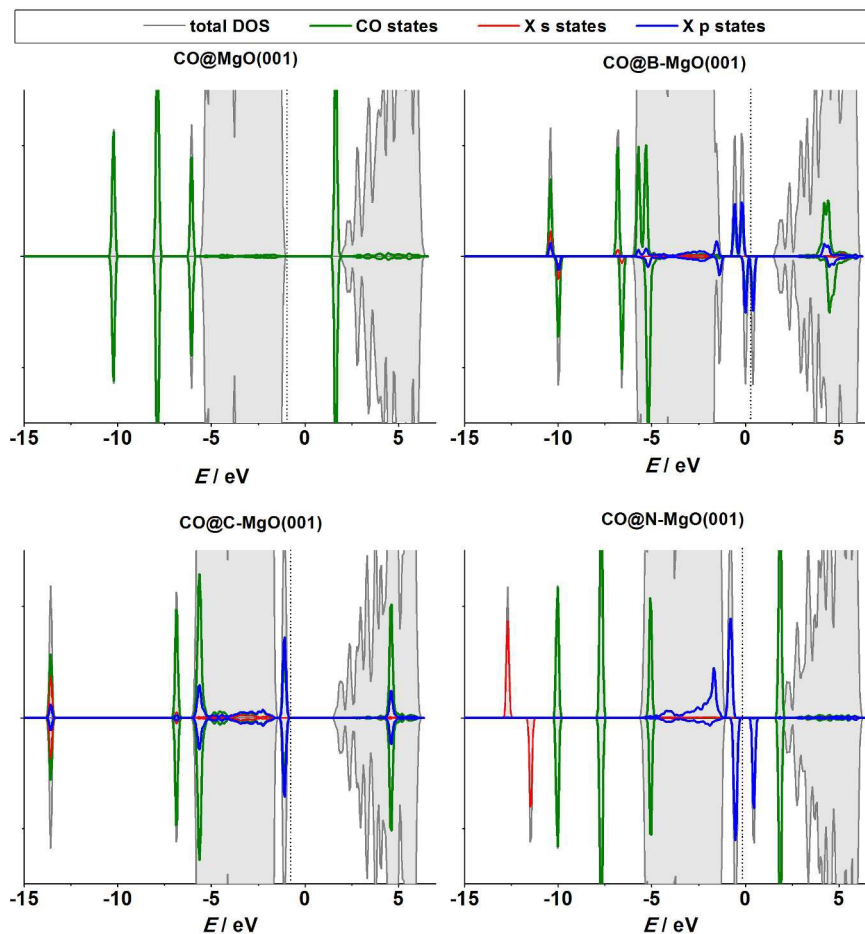 total DOS CO states X s states X p states
CO@MgO(001) CO@B-MgO(001)
-15 -10 -5 0 5 -15 -10 -5 0 5
E / eV E / eV
CO@C-MgO(001) CO@N-MgO(001)
-15 -10 -5 0 5 -15 -10 -5 0 5
E / eV E / eV